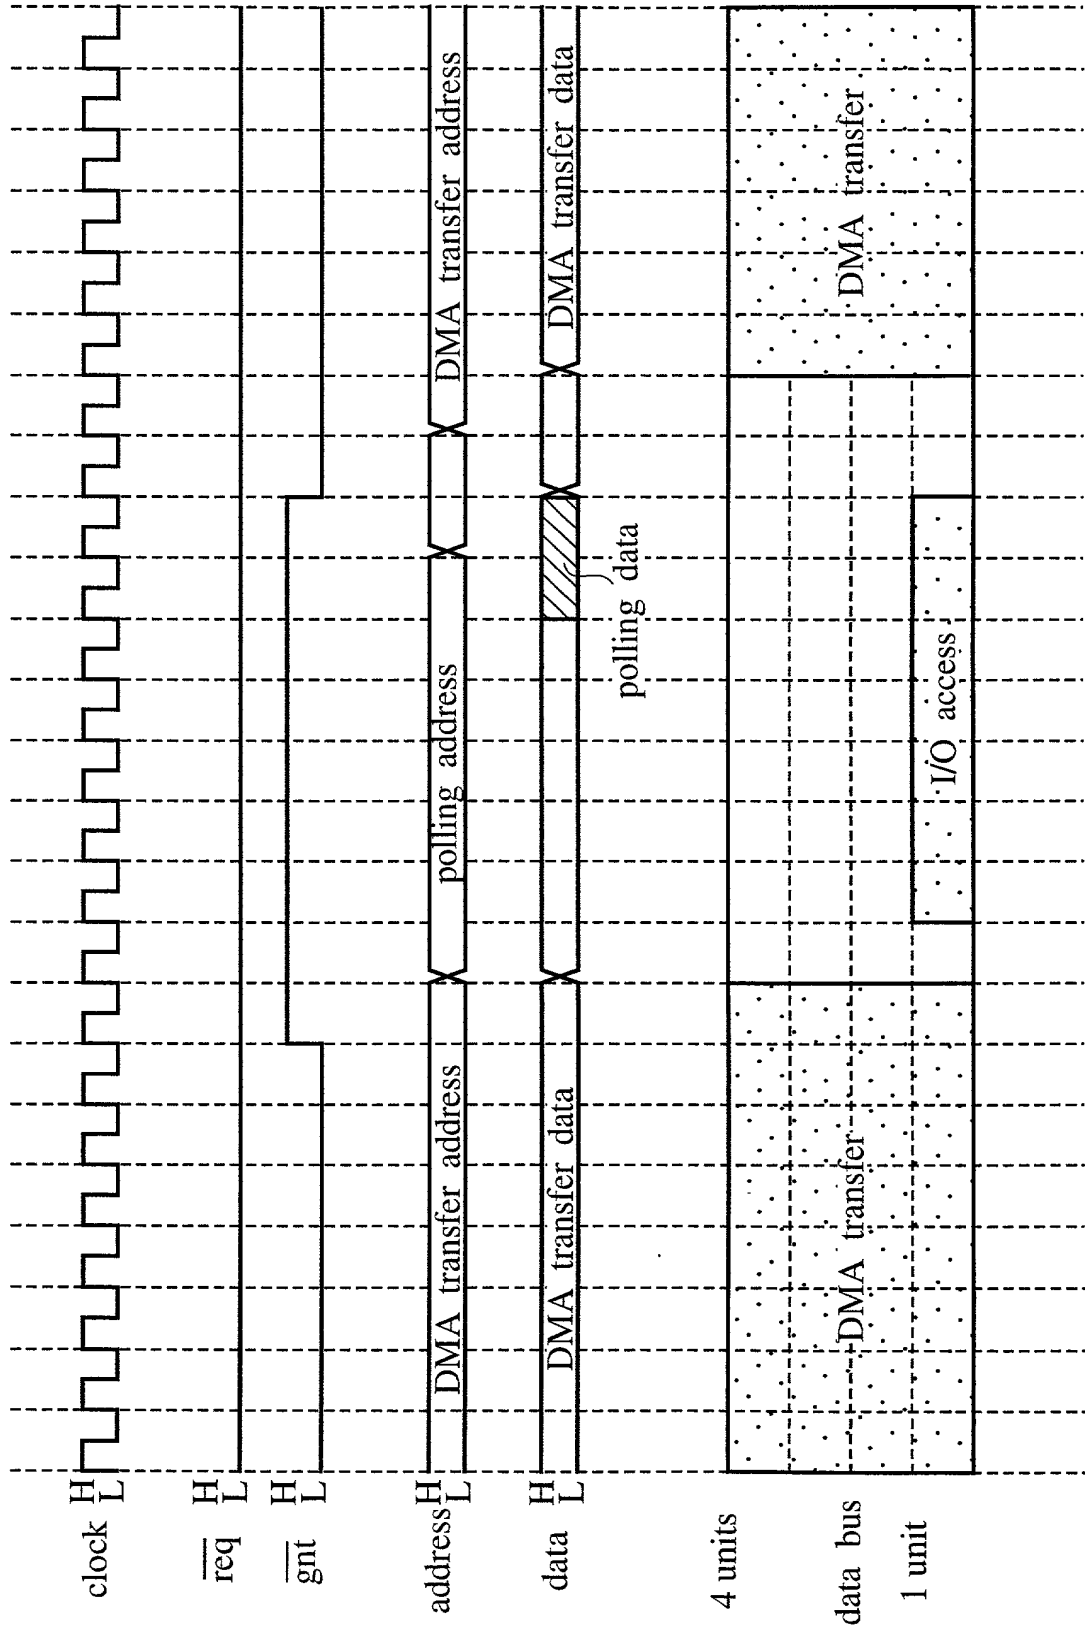 clock H L
req H L
gnt H L
address H L DMA transfer address polling address DMA transfer address
data H L DMA transfer data DMA transfer data
polling data
4 units
data bus DMA transfer DMA transfer
1 unit I/O access